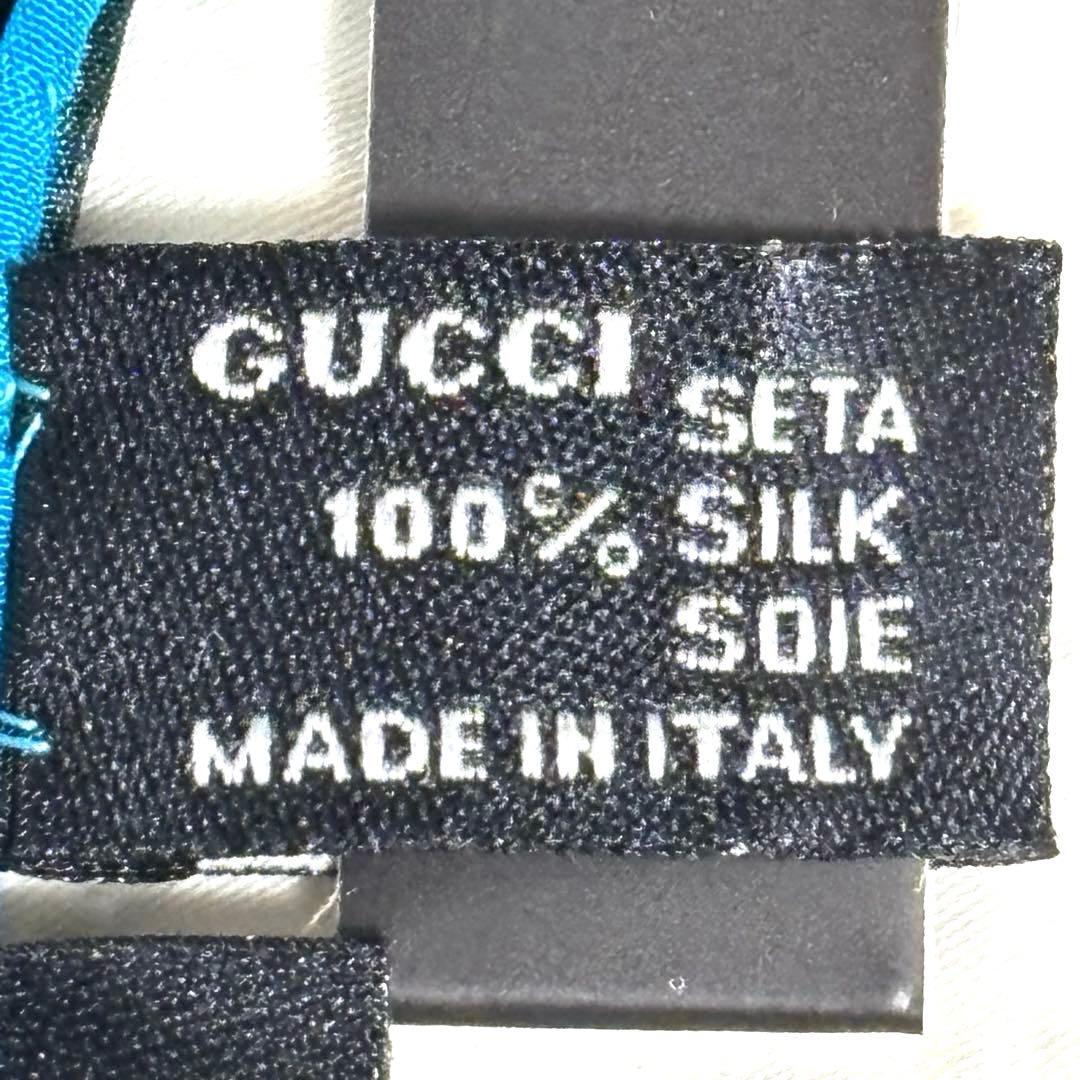 GUCCI
SETA
100% SILK
SOIE
MADE IN ITALY